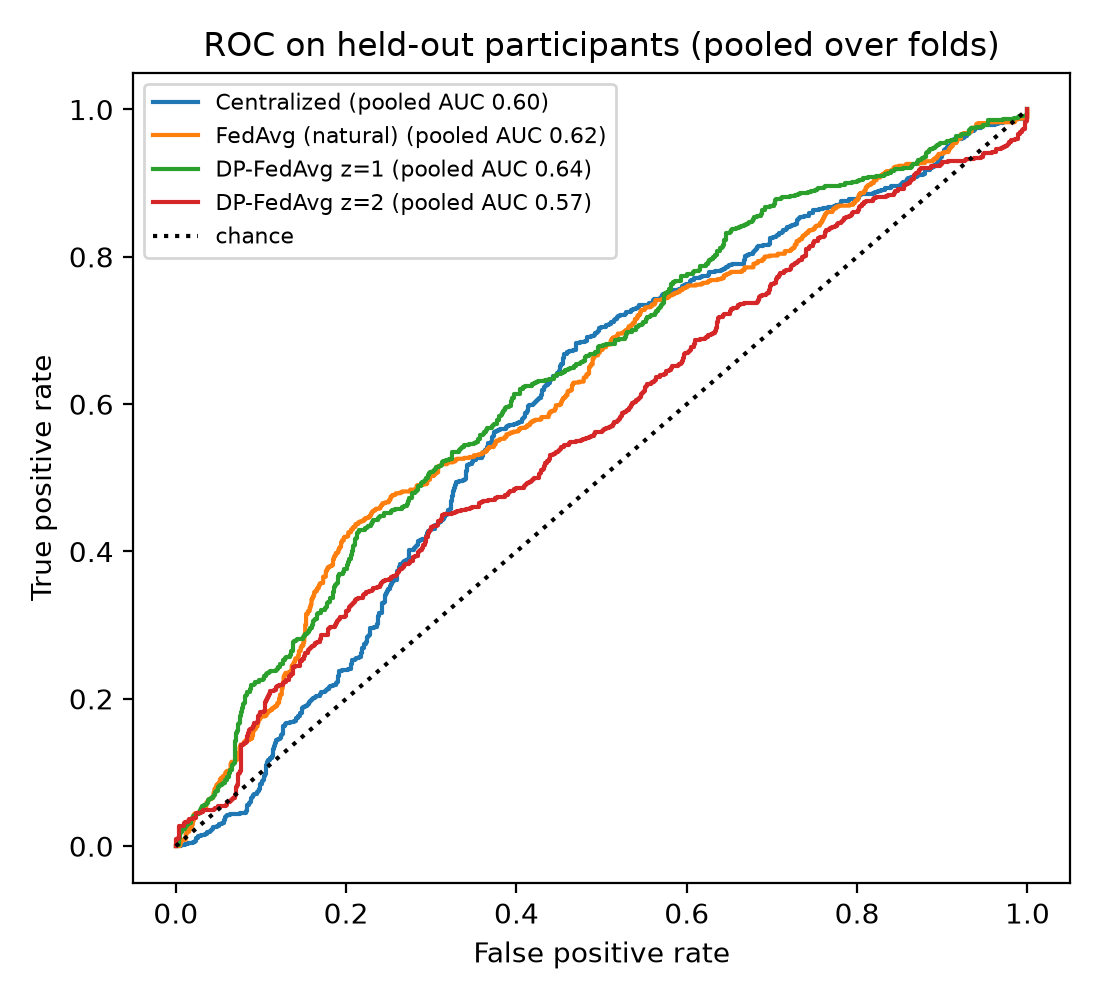 ROC on held-out participants (pooled over folds)
Centralized (pooled AUC 0.60)
FedAvg (natural) (pooled AUC 0.62)
DP-FedAvg z=1 (pooled AUC 0.64)
DP-FedAvg z=2 (pooled AUC 0.57)
chance
True positive rate
1.0
0.8
0.6
0.4
0.2
0.0
0.0 0.2 0.4 0.6 0.8 1.0
False positive rate